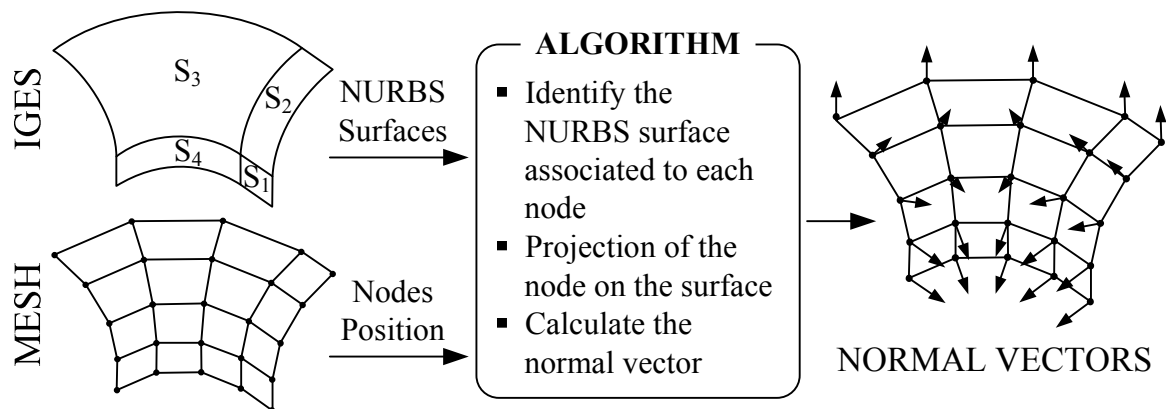 IGES
S3
S2
S4
S1
NURBS
Surfaces
MESH
Nodes
Position
ALGORITHM
▪ Identify the
NURBS surface
associated to each
node
▪ Projection of the
node on the surface
▪ Calculate the
normal vector
NORMAL VECTORS